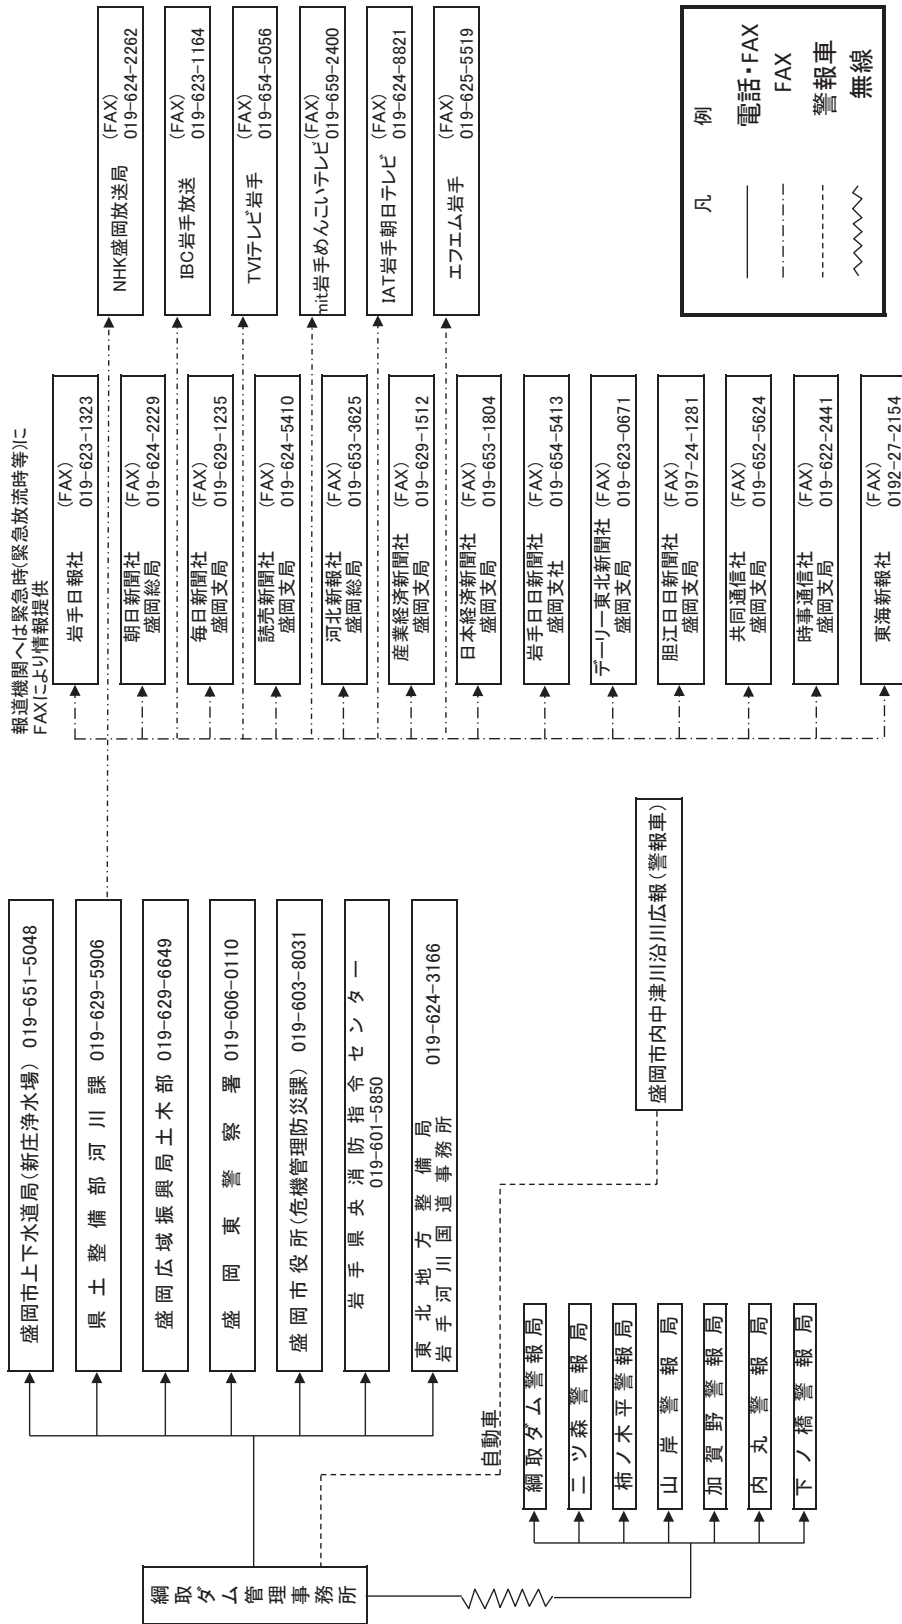 綱取ダム管理事務所
盛岡市上下水道局(新庄浄水場) 019-651-5048
県土整備部河川課 019-629-5906
盛岡広域振興局土木部 019-629-6649
盛岡東警察署 019-606-0110
盛岡市役所(危機管理防災課) 019-603-8031
岩手県央消防指令センター
019-601-5850
東北地方整備局
岩手河川国道事務所
019-624-3166
自動車
盛岡市内中津川沿川広報(警報車)
綱取ダム警報局
二ツ森警報局
柿ノ木平警報局
山岸警報局
加賀野警報局
内丸警報局
下ノ橋警報局
報道機関へは緊急時(緊急放流時等)に
FAXにより情報提供
岩手日報社
(FAX)
019-623-1323
朝日新聞社
盛岡総局
(FAX)
019-624-2229
毎日新聞社
盛岡支局
(FAX)
019-629-1235
読売新聞社
盛岡支局
(FAX)
019-624-5410
河北新報社
盛岡総局
(FAX)
019-653-3625
産業経済新聞社
盛岡支局
(FAX)
019-629-1512
日本経済新聞社
盛岡支局
(FAX)
019-653-1804
岩手日日新聞社
盛岡支社
(FAX)
019-654-5413
デーリー東北新聞社
盛岡支局
(FAX)
019-623-0671
胆江日日新聞社
盛岡支局
(FAX)
0197-24-1281
共同通信社
盛岡支局
(FAX)
019-652-5624
時事通信社
盛岡支局
(FAX)
019-622-2441
東海新報社
(FAX)
0192-27-2154
NHK盛岡放送局
(FAX)
019-624-2262
IBC岩手放送
(FAX)
019-623-1164
TVIテレビ岩手
(FAX)
019-654-5056
mit岩手めんこいテレビ
(FAX)
019-659-2400
IAT岩手朝日テレビ
(FAX)
019-624-8821
エフエム岩手
(FAX)
019-625-5519
凡例
電話・FAX
FAX
警報車
無線